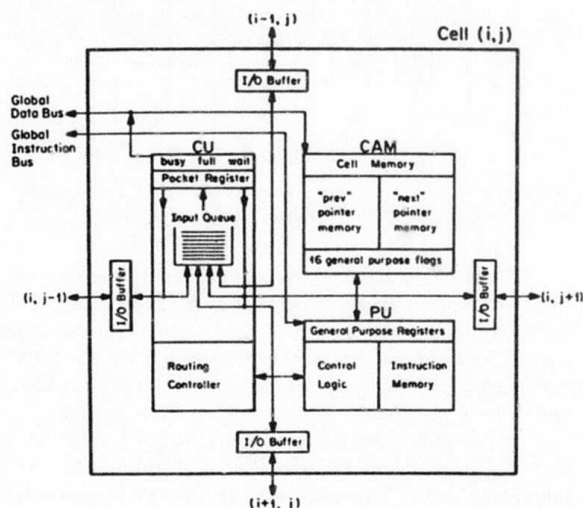 (i-1, j)
Cell (i,j)
I/O Buffer
Global
Data Bus
Global
Instruction
Bus
CU
busy full wait
Pocket Register
Input Queue
CAM
Cell Memory
"prev"
pointer
memory
"next"
pointer
memory
16 general purpose flags
(i, j-1)
I/O Buffer
I/O Buffer
(i, j+1)
PU
General Purpose Registers
Routing
Controller
Control
Logic
Instruction
Memory
I/O Buffer
(i+1, j)